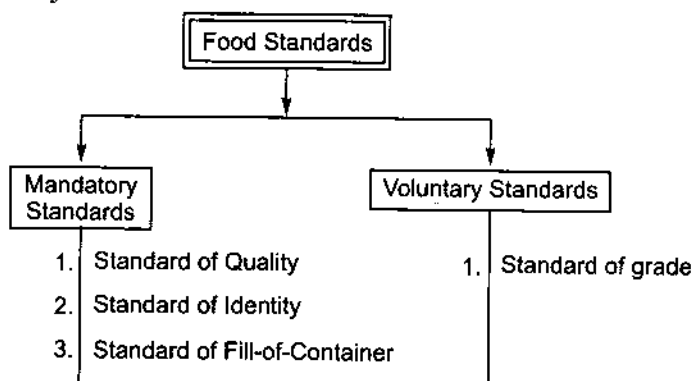 Food Standards
Mandatory
Standards
1. Standard of Quality
2. Standard of Identity
3. Standard of Fill-of-Container
Voluntary Standards
1. Standard of grade